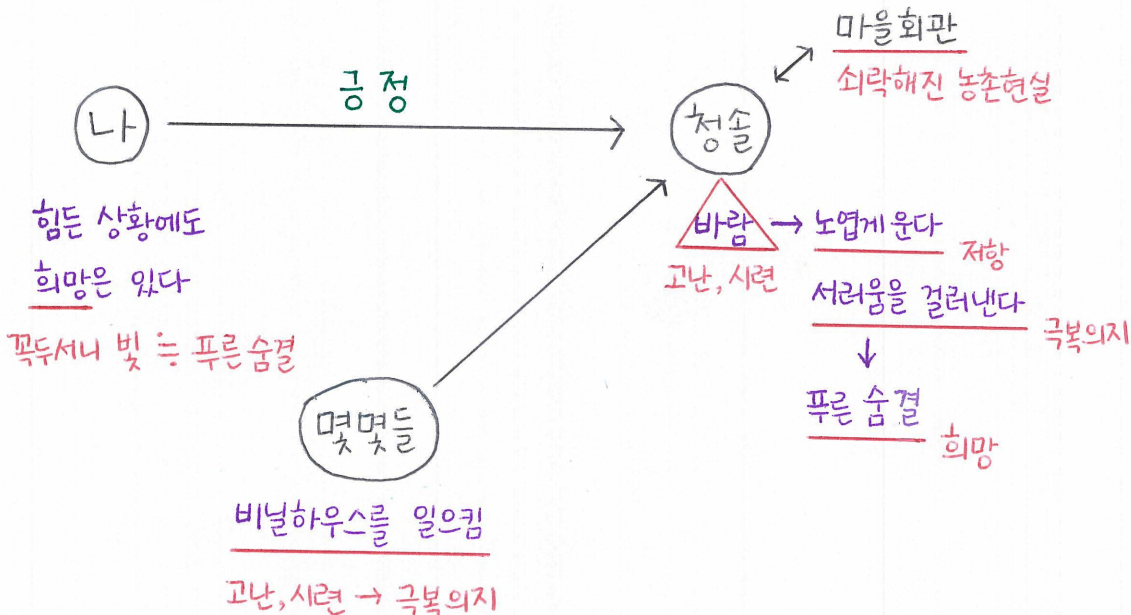 마을회관
쇠락해진 농촌현실
긍정
나
청솔
힘든 상황에도
희망은 있다
꼭두서니 빛 ≒ 푸른숨결
바람 → 노엽게 운다
저항
고난, 시련
서러움을 걸러낸다
극복의지
↓
푸른 숨결
희망
몇몇들
비닐하우스를 일으킴
고난, 시련 → 극복의지